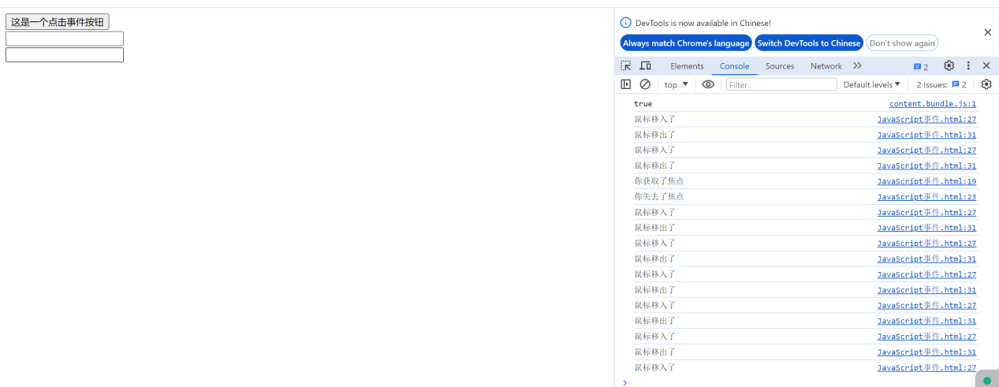 这是一个点击事件按钮
DevTools is now available in Chinese!
Always match Chrome's language Switch DevTools to Chinese Don't show again
Elements Console Sources Network 2
top Filter Default levels 2 Issues: 2
true content.bundle.js:1
鼠标移入了 JavaScript事件.html:27
鼠标移出了 JavaScript事件.html:31
鼠标移入了 JavaScript事件.html:27
鼠标移出了 JavaScript事件.html:31
你获取了焦点 JavaScript事件.html:19
你失去了焦点 JavaScript事件.html:23
鼠标移入了 JavaScript事件.html:27
鼠标移出了 JavaScript事件.html:31
鼠标移入了 JavaScript事件.html:27
鼠标移出了 JavaScript事件.html:31
鼠标移入了 JavaScript事件.html:27
鼠标移出了 JavaScript事件.html:31
鼠标移入了 JavaScript事件.html:27
鼠标移出了 JavaScript事件.html:31
鼠标移入了 JavaScript事件.html:27
鼠标移出了 JavaScript事件.html:31
鼠标移入了 JavaScript事件.html:27